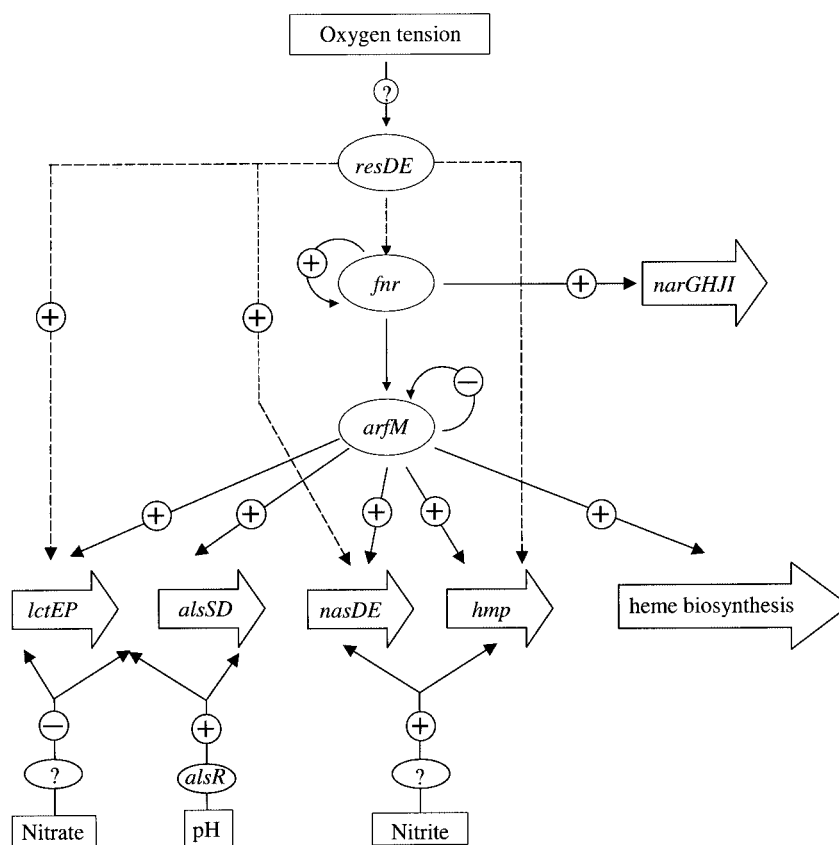 Oxygen tension
?
resDE
+
fnr
+
narGHJI
+
+
−
arfM
+
+
+
+
+
lctEP
alsSD
nasDE
hmp
heme biosynthesis
−
+
+
?
alsR
?
Nitrate
pH
Nitrite